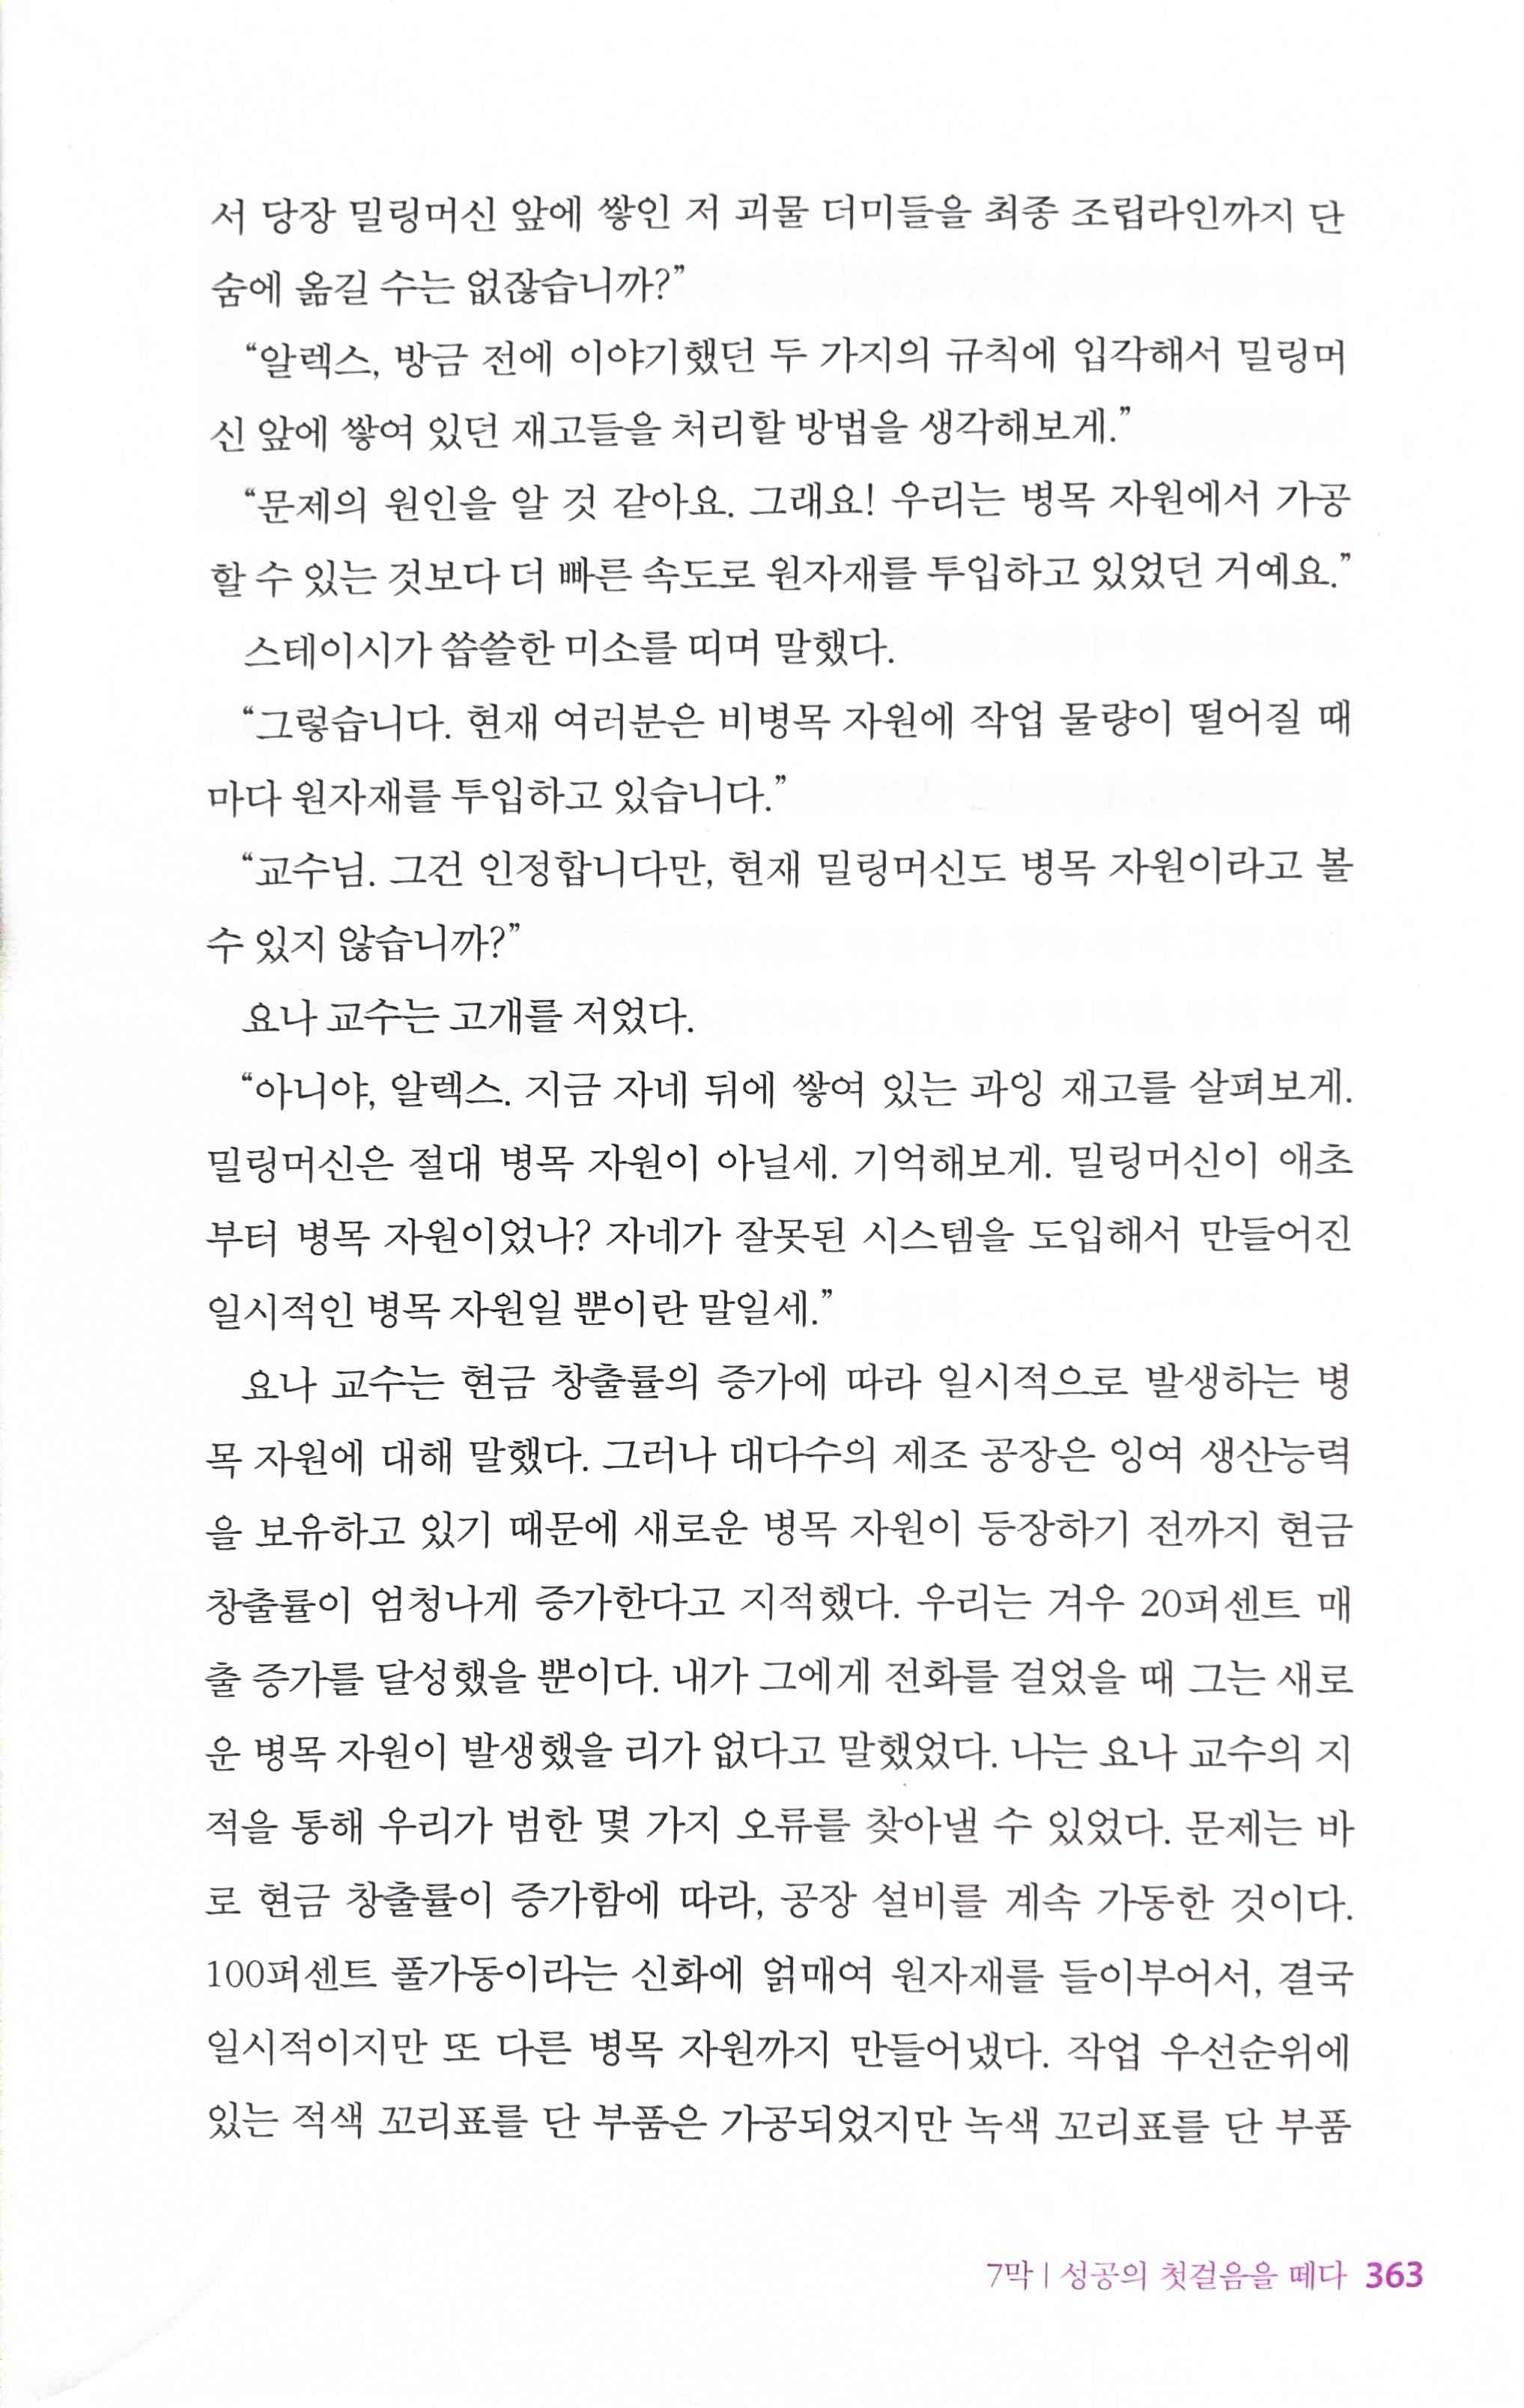 서 당장 밀링머신 앞에 쌓인 저 괴물 더미들을 최종 조립라인까지 단
숨에 옮길 수는 없잖습니까?”
“알렉스, 방금 전에 이야기했던 두 가지의 규칙에 입각해서 밀링머
신 앞에 쌓여 있던 재고들을 처리할 방법을 생각해보게.”
“문제의 원인을 알 것 같아요. 그래요! 우리는 병목 자원에서 가공
할 수 있는 것보다 더 빠른 속도로 원자재를 투입하고 있었던 거예요.”
스테이시가 씁쓸한 미소를 띠며 말했다.
“그렇습니다. 현재 여러분은 비병목 자원에 작업 물량이 떨어질 때
마다 원자재를 투입하고 있습니다.”
“교수님. 그건 인정합니다만, 현재 밀링머신도 병목 자원이라고 볼
수 있지 않습니까?”
요나 교수는 고개를 저었다.
“아니야, 알렉스. 지금 자네 뒤에 쌓여 있는 과잉 재고를 살펴보게.
밀링머신은 절대 병목 자원이 아닐세. 기억해보게. 밀링머신이 애초
부터 병목 자원이었나? 자네가 잘못된 시스템을 도입해서 만들어진
일시적인 병목 자원일 뿐이란 말일세.”
요나 교수는 현금 창출률의 증가에 따라 일시적으로 발생하는 병
목 자원에 대해 말했다. 그러나 대다수의 제조 공장은 잉여 생산능력
을 보유하고 있기 때문에 새로운 병목 자원이 등장하기 전까지 현금
창출률이 엄청나게 증가한다고 지적했다. 우리는 겨우 20퍼센트 매
출 증가를 달성했을 뿐이다. 내가 그에게 전화를 걸었을 때 그는 새로
운 병목 자원이 발생했을 리가 없다고 말했었다. 나는 요나 교수의 지
적을 통해 우리가 범한 몇 가지 오류를 찾아낼 수 있었다. 문제는 바
로 현금 창출률이 증가함에 따라, 공장 설비를 계속 가동한 것이다.
100퍼센트 풀가동이라는 신화에 얽매여 원자재를 들이부어서, 결국
일시적이지만 또 다른 병목 자원까지 만들어냈다. 작업 우선순위에
있는 적색 꼬리표를 단 부품은 가공되었지만 녹색 꼬리표를 단 부품
7막 | 성공의 첫걸음을 떼다 363